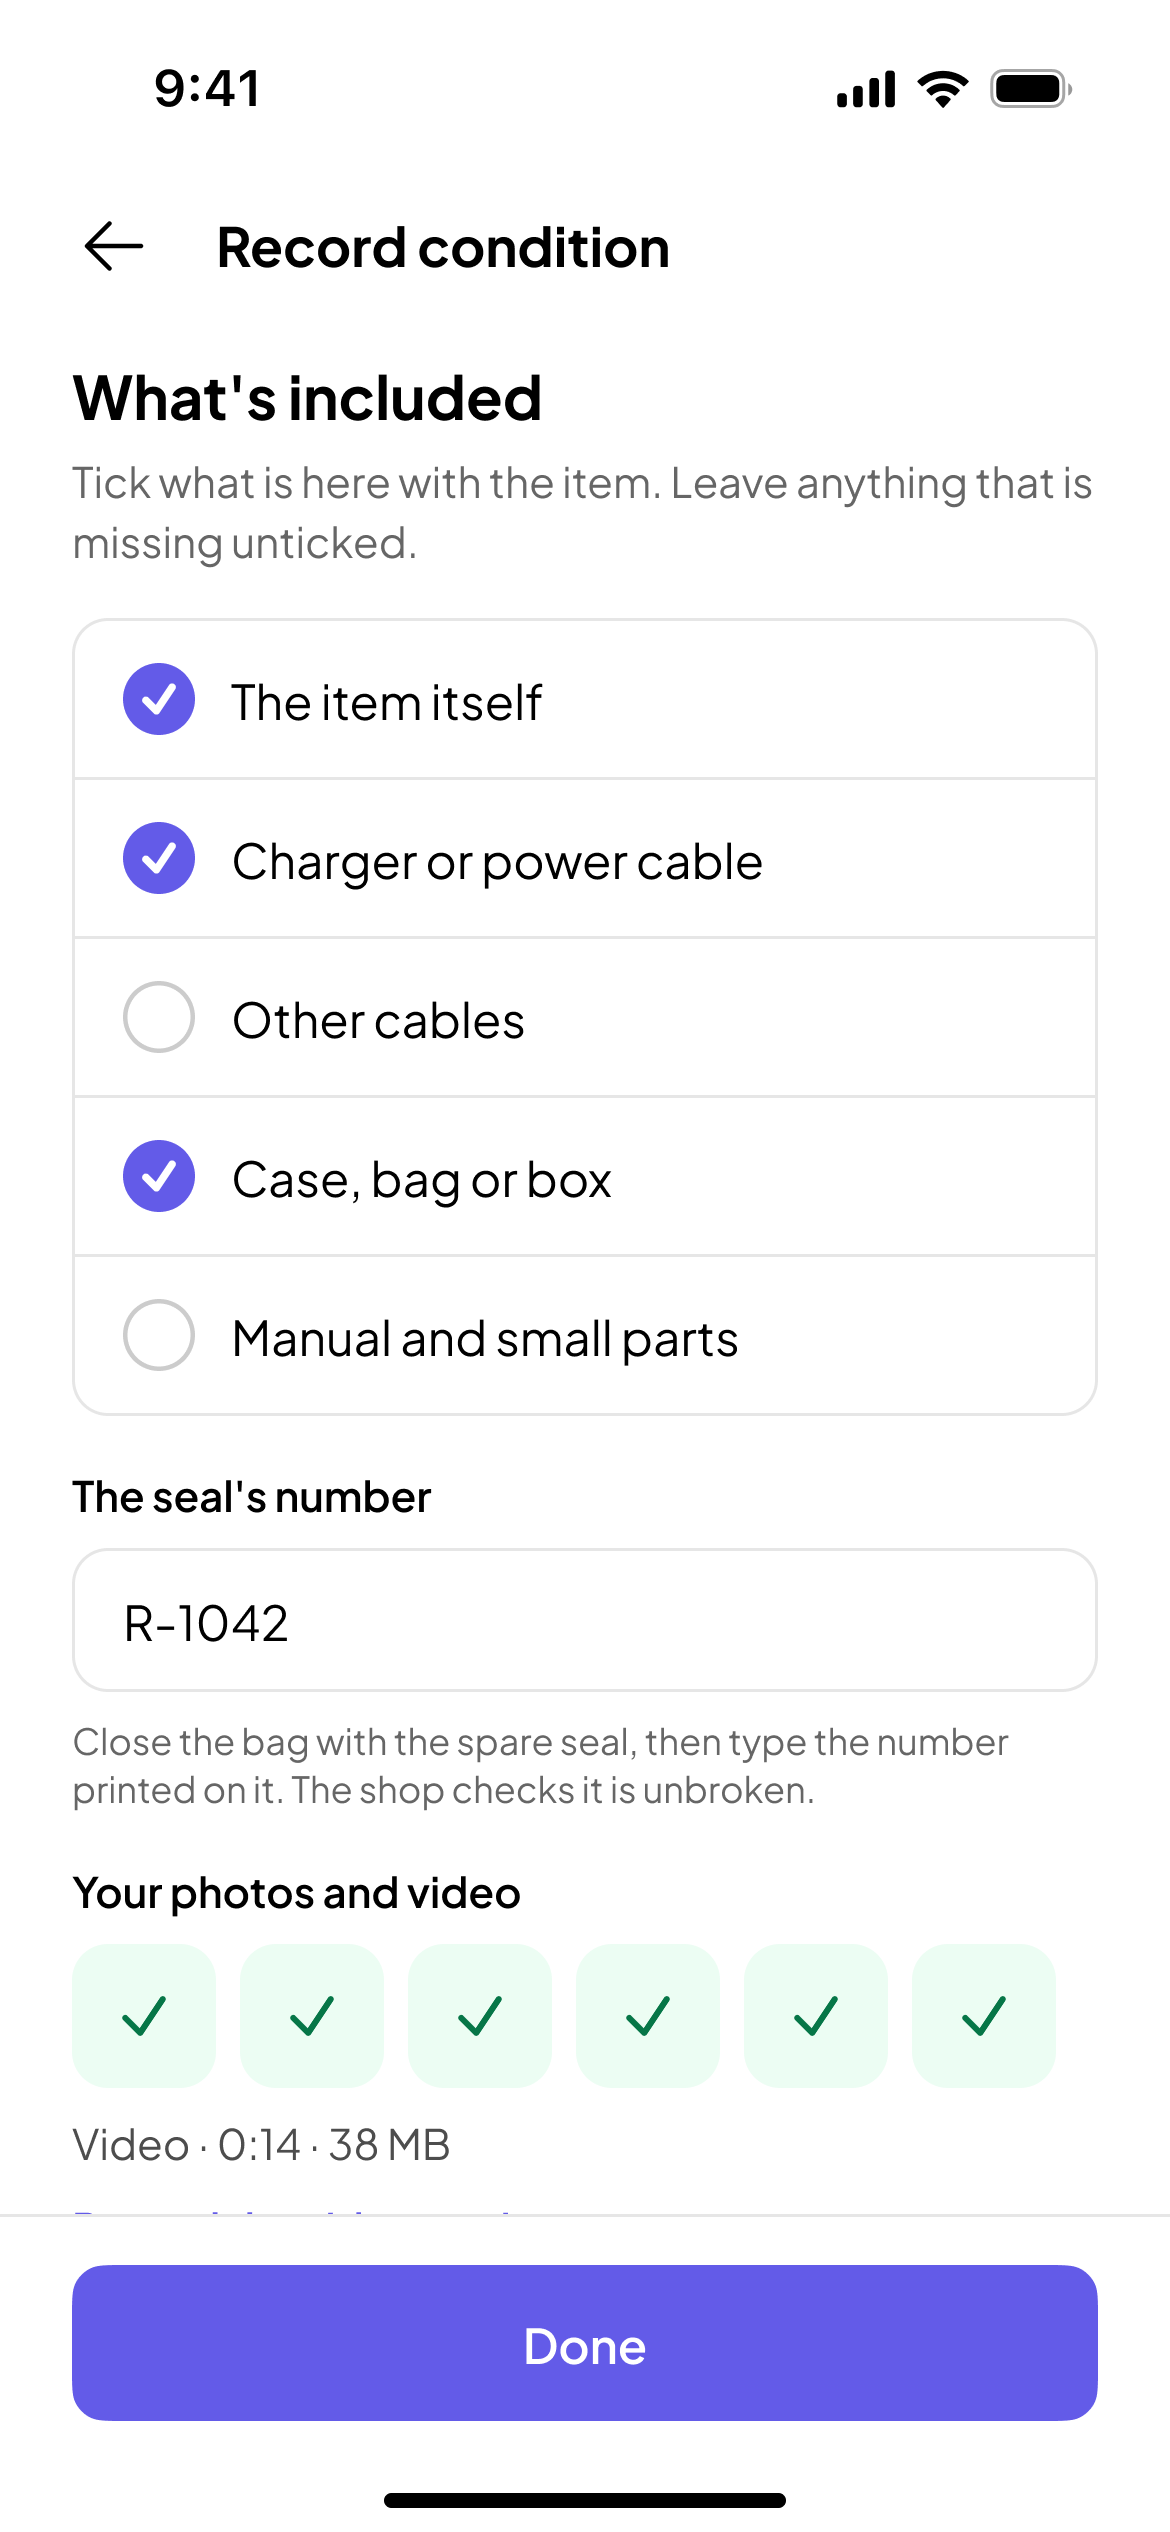 9:41
Record condition
What's included
Tick what is here with the item. Leave anything that is
missing unticked.
The item itself
Charger or power cable
Other cables
Case, bag or box
Manual and small parts
The seal's number
R-1042
Close the bag with the spare seal, then type the number
printed on it. The shop checks it is unbroken.
Your photos and video
Video · 0:14 · 38 MB
Done